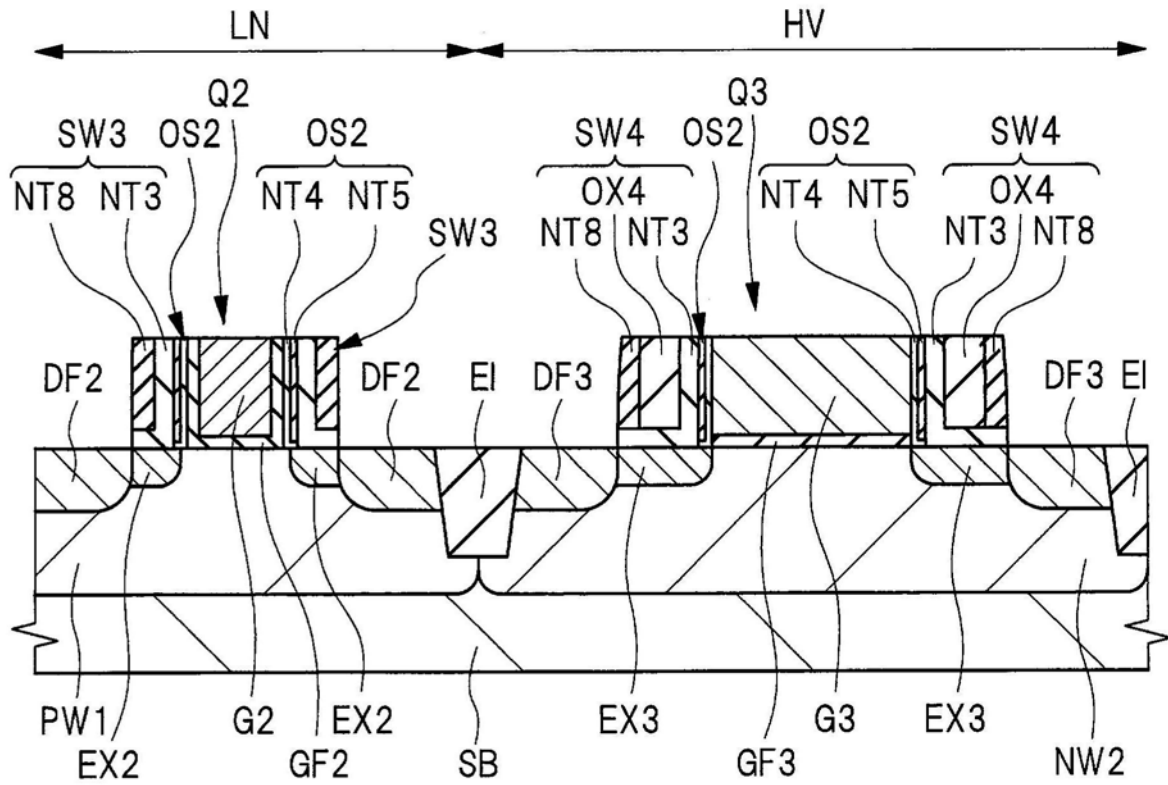 LN HV
Q2 Q3
SW3 OS2 OS2 SW4 OS2 OS2 SW4
OX4 OX4
NT8 NT3 NT4 NT5 NT4 NT5
SW3 NT8 NT3 NT3 NT8
DF2 DF2 EI DF3 DF3 EI
EI
PW1 G2 EX2 EX3 G3 EX3
EX2 GF2 SB GF3 NW2